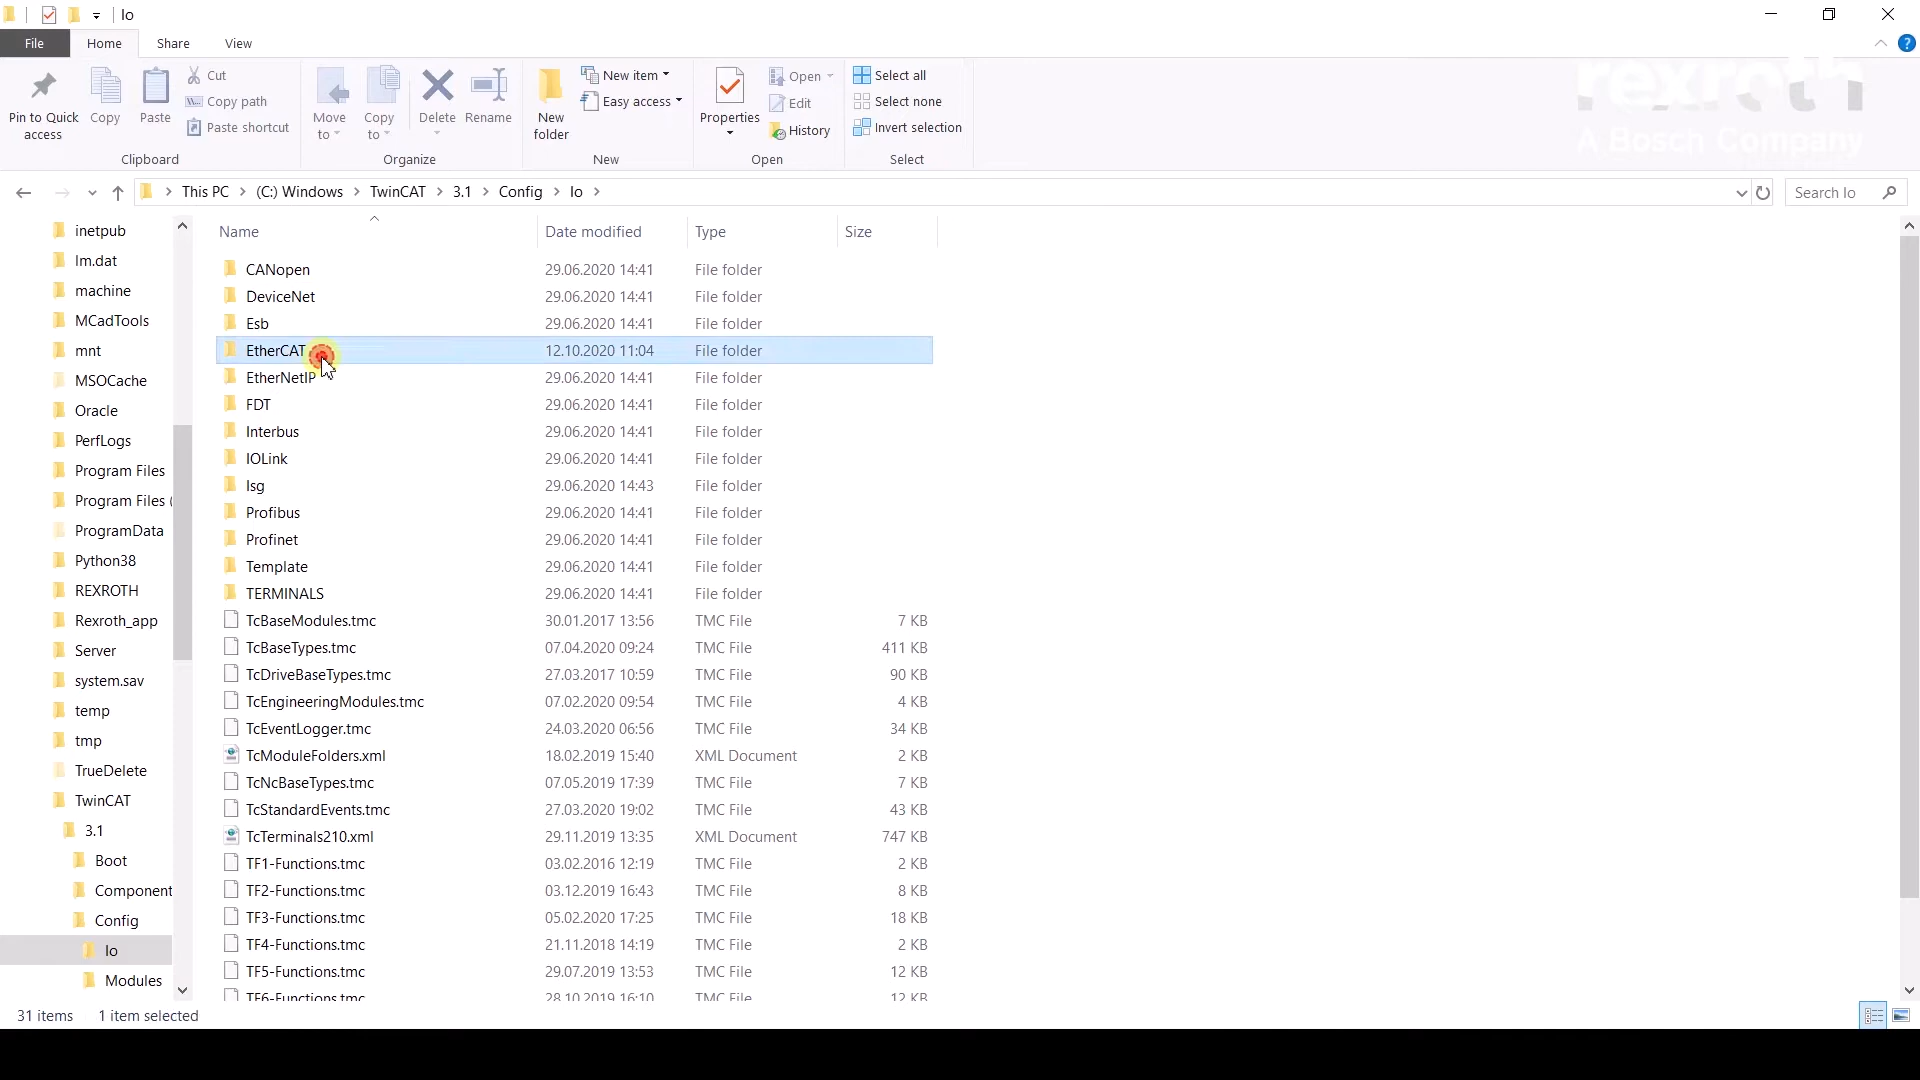 Io
File
Home
Share
View
Pin to Quick access
Copy
Paste
Cut
Copy path
Paste shortcut
Clipboard
Move to
Copy to
Delete
Rename
Organize
New folder
New item
Easy access
New
Properties
Open
Edit
History
Open
Select all
Select none
Invert selection
Select
rexroth
A Bosch Company
This PC > (C:) Windows > TwinCAT > 3.1 > Config > Io >
Search Io
inetpub
lm.dat
machine
MCadTools
mnt
MSOCache
Oracle
PerfLogs
Program Files
Program Files (
ProgramData
Python38
REXROTH
Rexroth_app
Server
system.sav
temp
tmp
TrueDelete
TwinCAT
3.1
Boot
Component
Config
Io
Modules
Name Date modified Type Size
CANopen 29.06.2020 14:41 File folder
DeviceNet 29.06.2020 14:41 File folder
Esb 29.06.2020 14:41 File folder
EtherCAT 12.10.2020 11:04 File folder
EtherNetIP 29.06.2020 14:41 File folder
FDT 29.06.2020 14:41 File folder
Interbus 29.06.2020 14:41 File folder
IOLink 29.06.2020 14:41 File folder
Isg 29.06.2020 14:43 File folder
Profibus 29.06.2020 14:41 File folder
Profinet 29.06.2020 14:41 File folder
Template 29.06.2020 14:41 File folder
TERMINALS 29.06.2020 14:41 File folder
TcBaseModules.tmc 30.01.2017 13:56 TMC File 7 KB
TcBaseTypes.tmc 07.04.2020 09:24 TMC File 411 KB
TcDriveBaseTypes.tmc 27.03.2017 10:59 TMC File 90 KB
TcEngineeringModules.tmc 07.02.2020 09:54 TMC File 4 KB
TcEventLogger.tmc 24.03.2020 06:56 TMC File 34 KB
TcModuleFolders.xml 18.02.2019 15:40 XML Document 2 KB
TcNcBaseTypes.tmc 07.05.2019 17:39 TMC File 7 KB
TcStandardEvents.tmc 27.03.2020 19:02 TMC File 43 KB
TcTerminals210.xml 29.11.2019 13:35 XML Document 747 KB
TF1-Functions.tmc 03.02.2016 12:19 TMC File 2 KB
TF2-Functions.tmc 03.12.2019 16:43 TMC File 8 KB
TF3-Functions.tmc 05.02.2020 17:25 TMC File 18 KB
TF4-Functions.tmc 21.11.2018 14:19 TMC File 2 KB
TF5-Functions.tmc 29.07.2019 13:53 TMC File 12 KB
TF6-Functions.tmc 28.10.2019 16:10 TMC File 12 KB
31 items 1 item selected